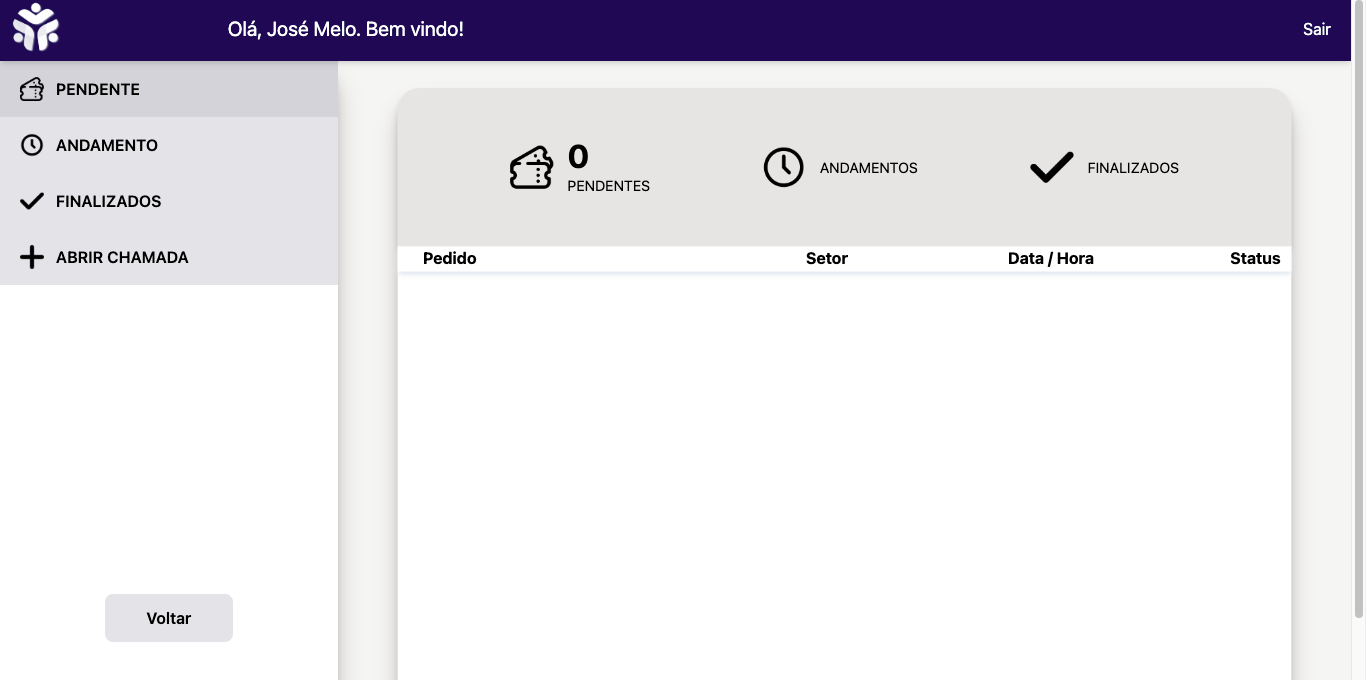 Olá, José Melo. Bem vindo!
Sair
PENDENTE
ANDAMENTO
FINALIZADOS
ABRIR CHAMADA
Voltar
0
PENDENTES
ANDAMENTOS
FINALIZADOS
Pedido Setor Data / Hora Status